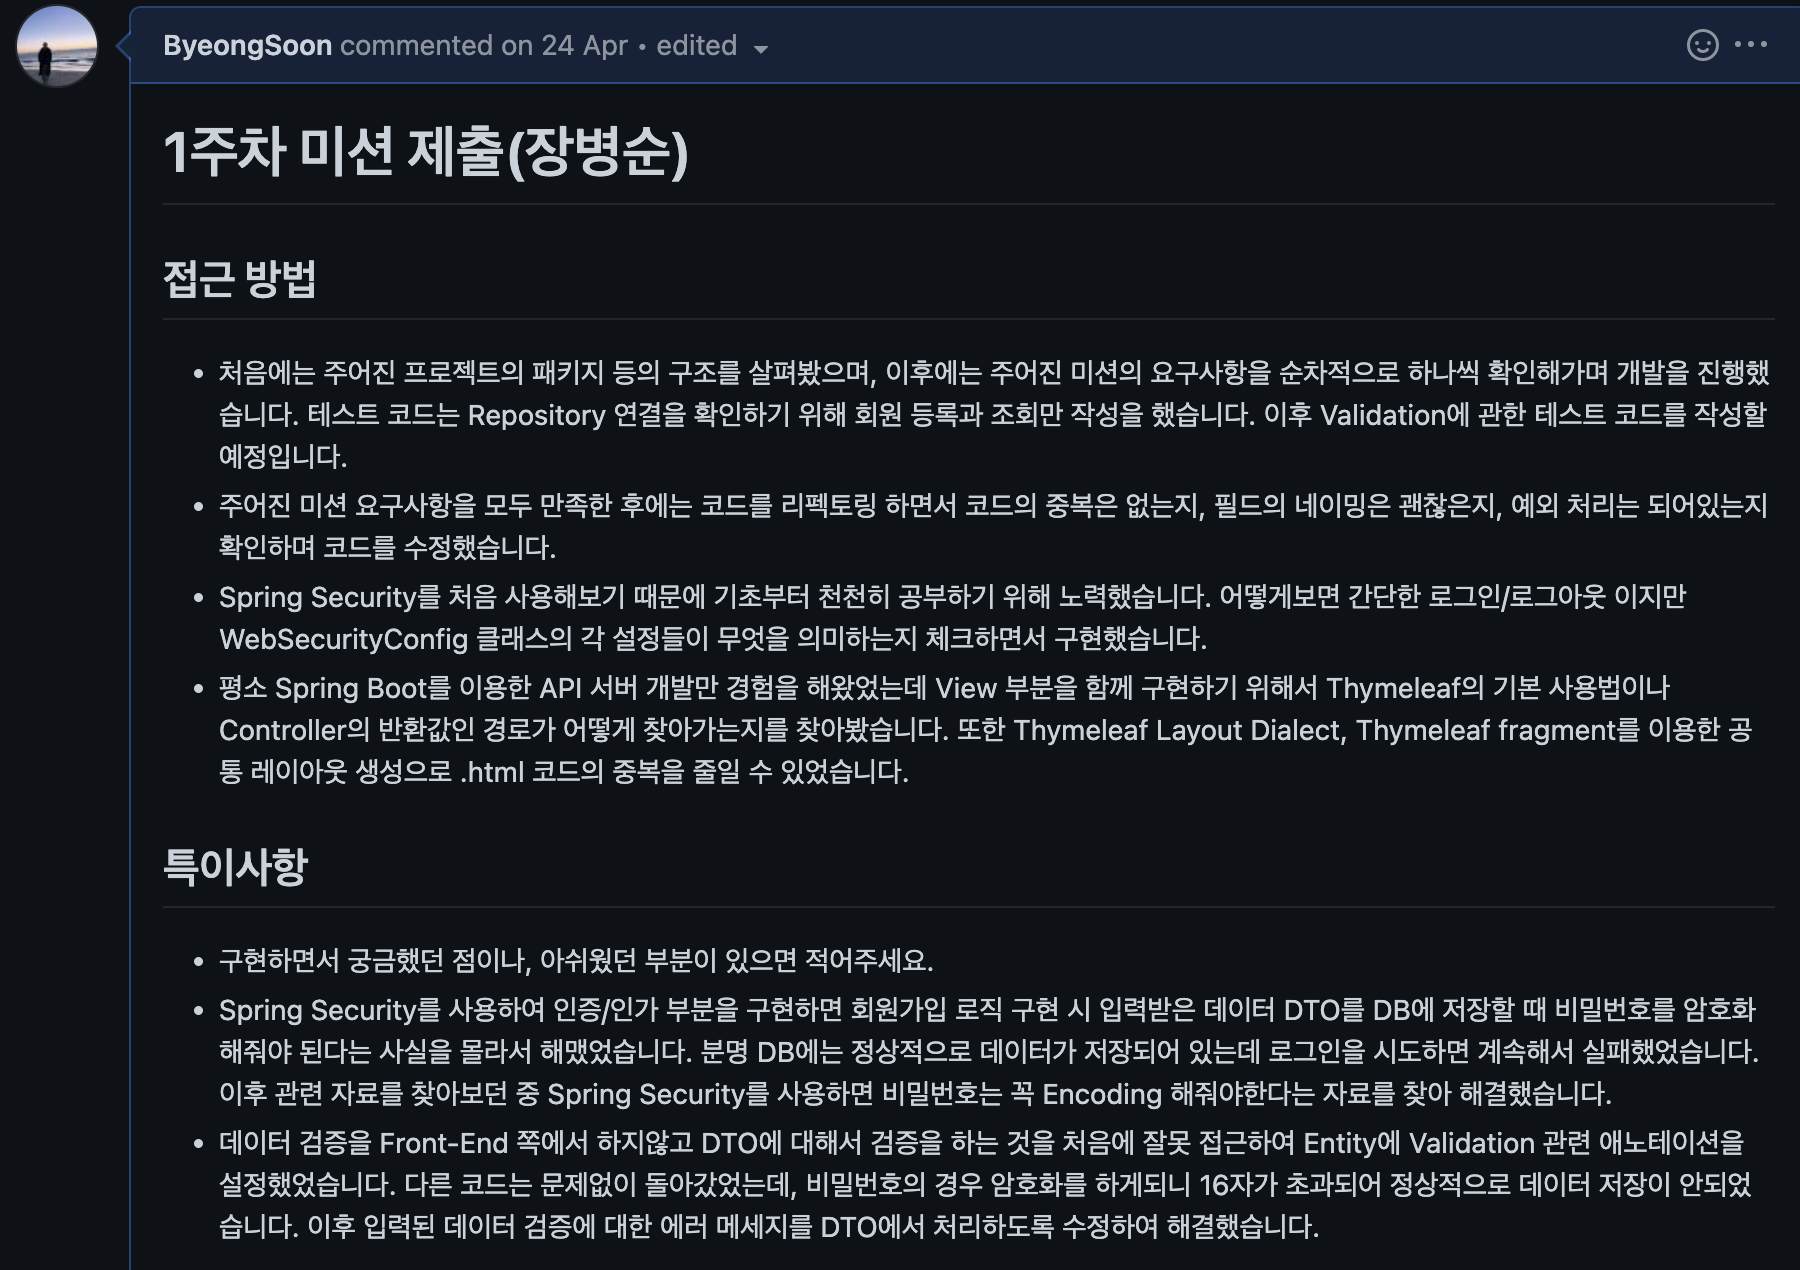 ByeongSoon commented on 24 Apr • edited
1주차 미션 제출(장병순)
접근 방법
• 처음에는 주어진 프로젝트의 패키지 등의 구조를 살펴봤으며, 이후에는 주어진 미션의 요구사항을 순차적으로 하나씩 확인해가며 개발을 진행했
습니다. 테스트 코드는 Repository 연결을 확인하기 위해 회원 등록과 조회만 작성을 했습니다. 이후 Validation에 관한 테스트 코드를 작성할
예정입니다.
• 주어진 미션 요구사항을 모두 만족한 후에는 코드를 리펙토링 하면서 코드의 중복은 없는지, 필드의 네이밍은 괜찮은지, 예외 처리는 되어있는지
확인하며 코드를 수정했습니다.
• Spring Security를 처음 사용해보기 때문에 기초부터 천천히 공부하기 위해 노력했습니다. 어떻게보면 간단한 로그인/로그아웃 이지만
WebSecurityConfig 클래스의 각 설정들이 무엇을 의미하는지 체크하면서 구현했습니다.
• 평소 Spring Boot를 이용한 API 서버 개발만 경험을 해왔었는데 View 부분을 함께 구현하기 위해서 Thymeleaf의 기본 사용법이나
Controller의 반환값인 경로가 어떻게 찾아가는지를 찾아봤습니다. 또한 Thymeleaf Layout Dialect, Thymeleaf fragment를 이용한 공
통 레이아웃 생성으로 .html 코드의 중복을 줄일 수 있었습니다.
특이사항
• 구현하면서 궁금했던 점이나, 아쉬웠던 부분이 있으면 적어주세요.
• Spring Security를 사용하여 인증/인가 부분을 구현하면 회원가입 로직 구현 시 입력받은 데이터 DTO를 DB에 저장할 때 비밀번호를 암호화
해줘야 된다는 사실을 몰라서 해맸었습니다. 분명 DB에는 정상적으로 데이터가 저장되어 있는데 로그인을 시도하면 계속해서 실패했었습니다.
이후 관련 자료를 찾아보던 중 Spring Security를 사용하면 비밀번호는 꼭 Encoding 해줘야한다는 자료를 찾아 해결했습니다.
• 데이터 검증을 Front-End 쪽에서 하지않고 DTO에 대해서 검증을 하는 것을 처음에 잘못 접근하여 Entity에 Validation 관련 애노테이션을
설정했었습니다. 다른 코드는 문제없이 돌아갔었는데, 비밀번호의 경우 암호화를 하게되니 16자가 초과되어 정상적으로 데이터 저장이 안되었
습니다. 이후 입력된 데이터 검증에 대한 에러 메세지를 DTO에서 처리하도록 수정하여 해결했습니다.